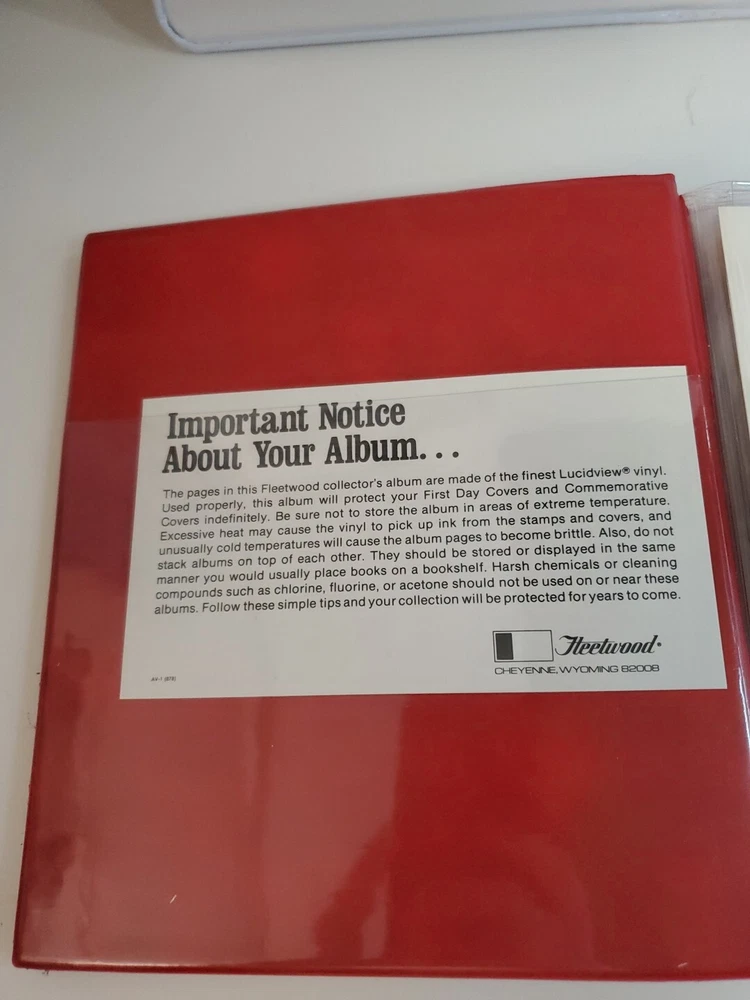 Important Notice
About Your Album...
The pages in this Fleetwood collector's album are made of the finest Lucidview® vinyl.
Used properly, this album will protect your First Day Covers and Commemorative
Covers indefinitely. Be sure not to store the album in areas of extreme temperature.
Excessive heat may cause the vinyl to pick up ink from the stamps and covers, and
unusually cold temperatures will cause the album pages to become brittle. Also, do not
stack albums on top of each other. They should be stored or displayed in the same
manner you would usually place books on a bookshelf. Harsh chemicals or cleaning
compounds such as chlorine, fluorine, or acetone should not be used on or near these
albums. Follow these simple tips and your collection will be protected for years to come.
Fleetwood
CHEYENNE, WYOMING 82008